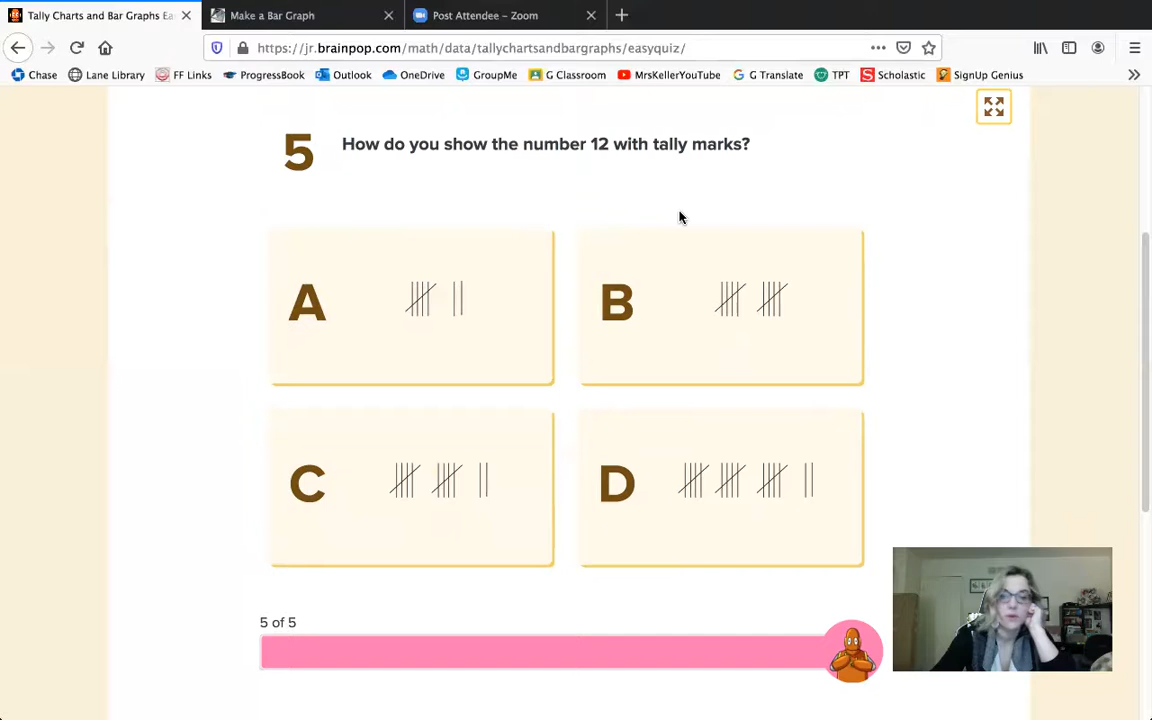 Tally Charts and Bar Graphs Eas
Make a Bar Graph
Post Attendee – Zoom
https://jr.brainpop.com/math/data/tallychartsandbargraphs/easyquiz/
Chase
Lane Library
FF Links
ProgressBook
Outlook
OneDrive
GroupMe
G Classroom
MrsKellerYouTube
G Translate
TPT
Scholastic
SignUp Genius
5 How do you show the number 12 with tally marks?
A
B
C
D
5 of 5